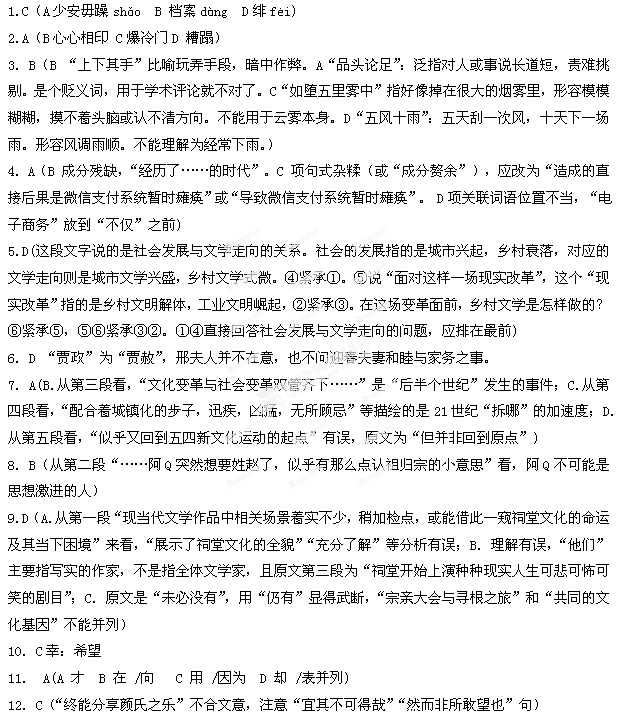 1.C（A少安毋躁 shǎo  B 档案dàng  D绯fēi）
2.A（B心心相印 C爆冷门D 糟蹋）
3. B（B “上下其手”比喻玩弄手段，暗中作弊。A“品头论足”：泛指对人或事说长道短，责难挑
剔。是个贬义词，用于学术评论就不对了。C“如堕五里雾中”指好像掉在很大的烟雾里，形容模模
糊糊，摸不着头脑或认不清方向。不能用于云雾本身。D“五风十雨”：五天刮一次风，十天下一场
雨。形容风调雨顺。不能理解为经常下雨。）
4. A（B 成分残缺，“经历了……的时代”。C 项句式杂糅（或“成分赘余”），应改为“造成的直
接后果是微信支付系统暂时瘫痪”或“导致微信支付系统暂时瘫痪”。 D项关联词语位置不当，“电
子商务”放到“不仅”之前）
5.D(这段文字说的是社会发展与文学走向的关系。社会的发展指的是城市兴起，乡村衰落，对应的
文学走向则是城市文学兴盛，乡村文学式微。④紧承①。⑤说“面对这样一场现实改革”，这个“现
实改革”指的是乡村文明解体，工业文明崛起，②紧承③。在这场变革面前，乡村文学是怎样做的？
⑥紧承⑤，⑤⑥紧承③②。①④直接回答社会发展与文学走向的问题，应排在最前)
6. D “贾政”为“贾赦”，邢夫人并不在意，也不问迎春夫妻和睦与家务之事。
7. A(B.从第三段看，“文化变革与社会变革双管齐下……”是“后半个世纪”发生的事件；C.从第
四段看，“配合着城镇化的步子，迅疾，凶猛，无所顾忌”等描绘的是21世纪“拆哪”的加速度；D.
从第五段看，“似乎又回到五四新文化运动的起点”有误，原文为“但并非回到原点”)
8. B（从第二段“……阿Q突然想要姓赵了，似乎有那么点认祖归宗的小意思”看，阿Q不可能是
思想激进的人）
9.D（A.从第一段“现当代文学作品中相关场景着实不少，稍加检点，或能借此一窥祠堂文化的命运
及其当下困境”来看，“展示了祠堂文化的全貌”“充分了解”等分析有误；B. 理解有误，“他们”
主要指写实的作家，不是指全体文学家，且原文第三段为“祠堂开始上演种种现实人生可悲可怖可
笑的剧目”；C. 原文是“未必没有”，用“仍有”显得武断，“宗亲大会与寻根之旅”和“共同的文
化基因”不能并列）
10. C幸：希望
11.  A(A 才  B 在 /向   C 用 /因为  D 却 /表并列)
12. C（“终能分享颜氏之乐”不合文意，注意“宜其不可得哉”“然而非所敢望也”句）